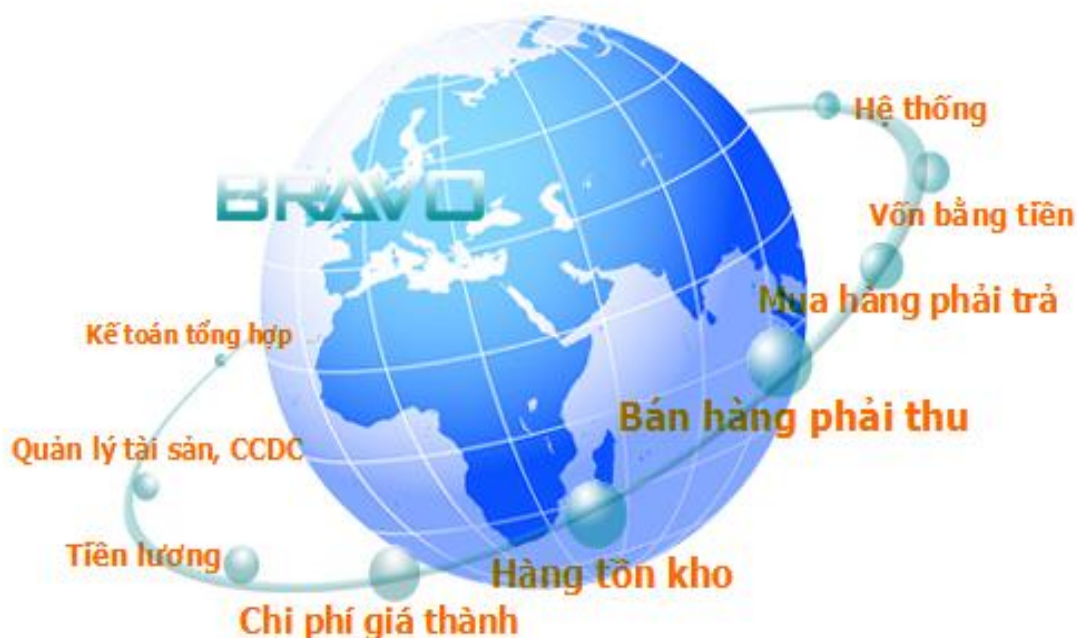 Hệ thống
BRAVO
Vốn bằng tiền
Mua hàng phải trả
Kế toán tổng hợp
Bán hàng phải thu
Quản lý tài sản, CCDC
Tiền lương
Hàng tồn kho
Chi phí giá thành